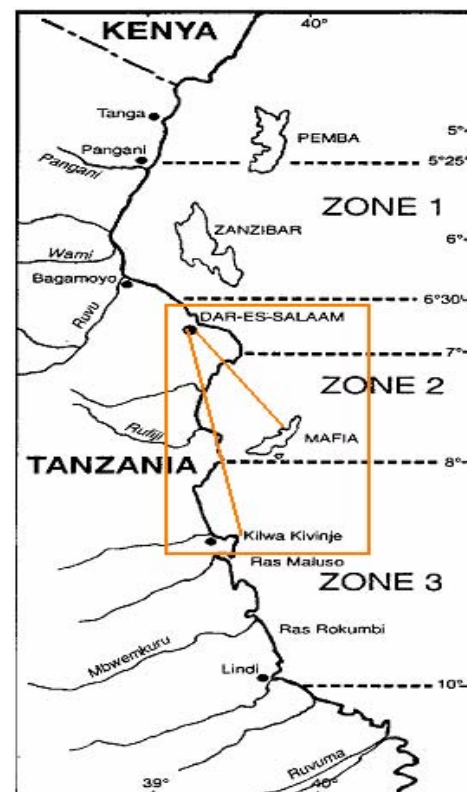 KENYA
40°
Tanga
PEMBA
5°
Pangani
5°25'
Pangani
ZONE 1
ZANZIBAR
6°
Wami
Bagamoyo
6°30'
Ruvu
DAR-ES-SALAAM
7°
ZONE 2
Rufiji
MAFIA
TANZANIA
8°
Kilwa Kivinje
Ras Maluso
ZONE 3
Ras Rokumbi
Mbwemkuru
Lindi
10°
Ruvuma
39°
40°